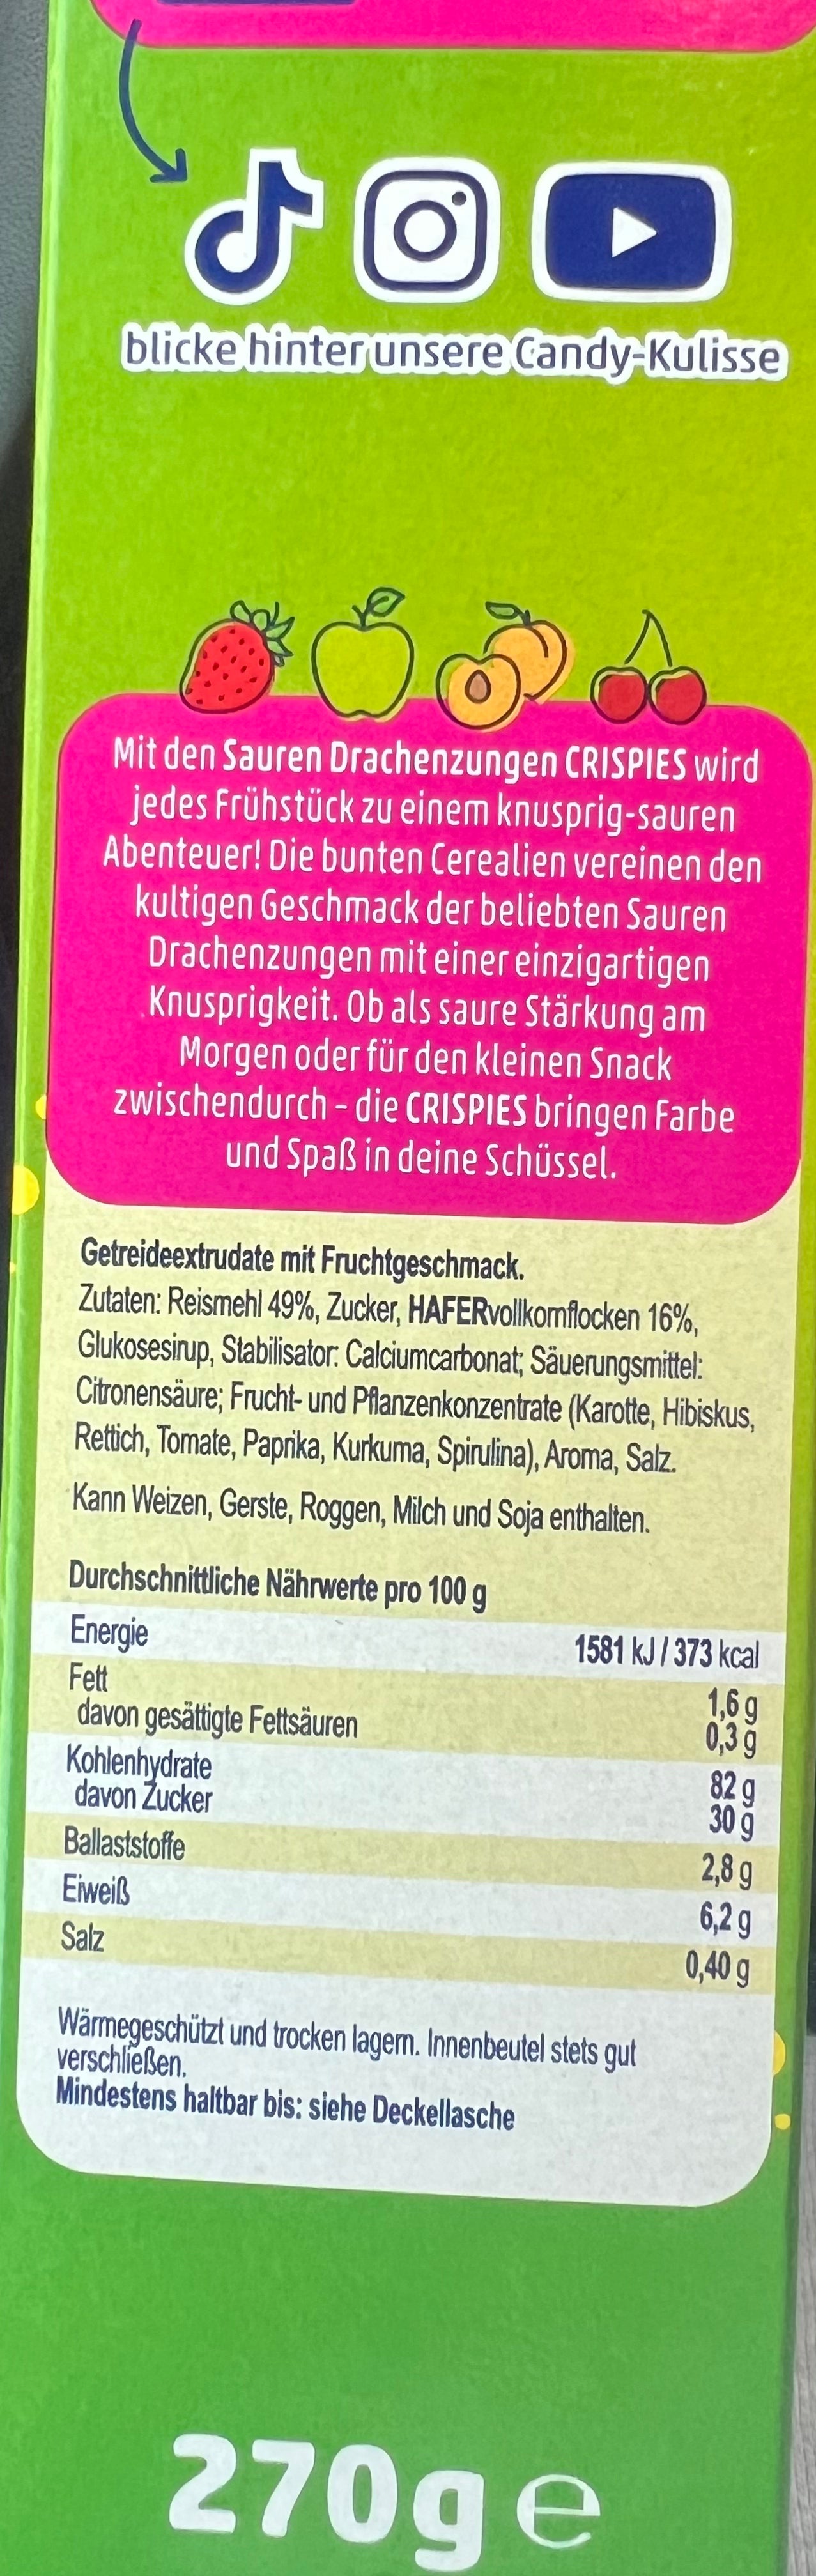 blicke hinter unsere Candy-Kulisse
Mit den Sauren Drachenzungen CRISPIES wird
jedes Frühstück zu einem knusprig-sauren
Abenteuer! Die bunten Cerealien vereinen den
kultigen Geschmack der beliebten Sauren
Drachenzungen mit einer einzigartigen
Knusprigkeit. Ob als saure Stärkung am
Morgen oder für den kleinen Snack
zwischendurch - die CRISPIES bringen Farbe
und Spaß in deine Schüssel.
Getreideextrudate mit Fruchtgeschmack.
Zutaten: Reismehl 49%, Zucker, HAFERvollkornflocken 16%,
Glukosesirup, Stabilisator: Calciumcarbonat; Säuerungsmittel:
Citronensäure; Frucht- und Pflanzenkonzentrate (Karotte, Hibiskus,
Rettich, Tomate, Paprika, Kurkuma, Spirulina), Aroma, Salz.
Kann Weizen, Gerste, Roggen, Milch und Soja enthalten.
Durchschnittliche Nährwerte pro 100 g
Energie 1581 kJ / 373 kcal
Fett 1,6 g
davon gesättigte Fettsäuren 0,3 g
Kohlenhydrate 82 g
davon Zucker 30 g
Ballaststoffe 2,8 g
Eiweiß 6,2 g
Salz 0,40 g
Wärmegeschützt und trocken lagern. Innenbeutel stets gut
verschließen.
Mindestens haltbar bis: siehe Deckellasche
270g e